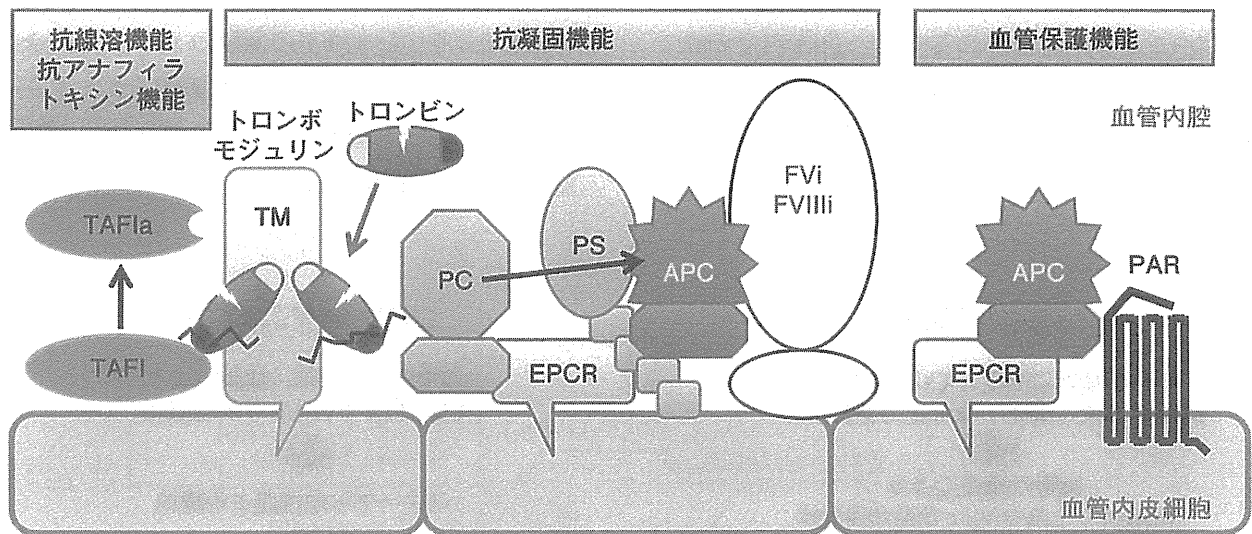 抗線溶機能
抗アナフィラ
トキシン機能
抗凝固機能
血管保護機能
血管内腔
トロンボ
モジュリン
トロンビン
TAFIa
TM
PC
PS
APC
FVi
FVIIIi
APC
PAR
TAFI
EPCR
EPCR
血管内皮細胞